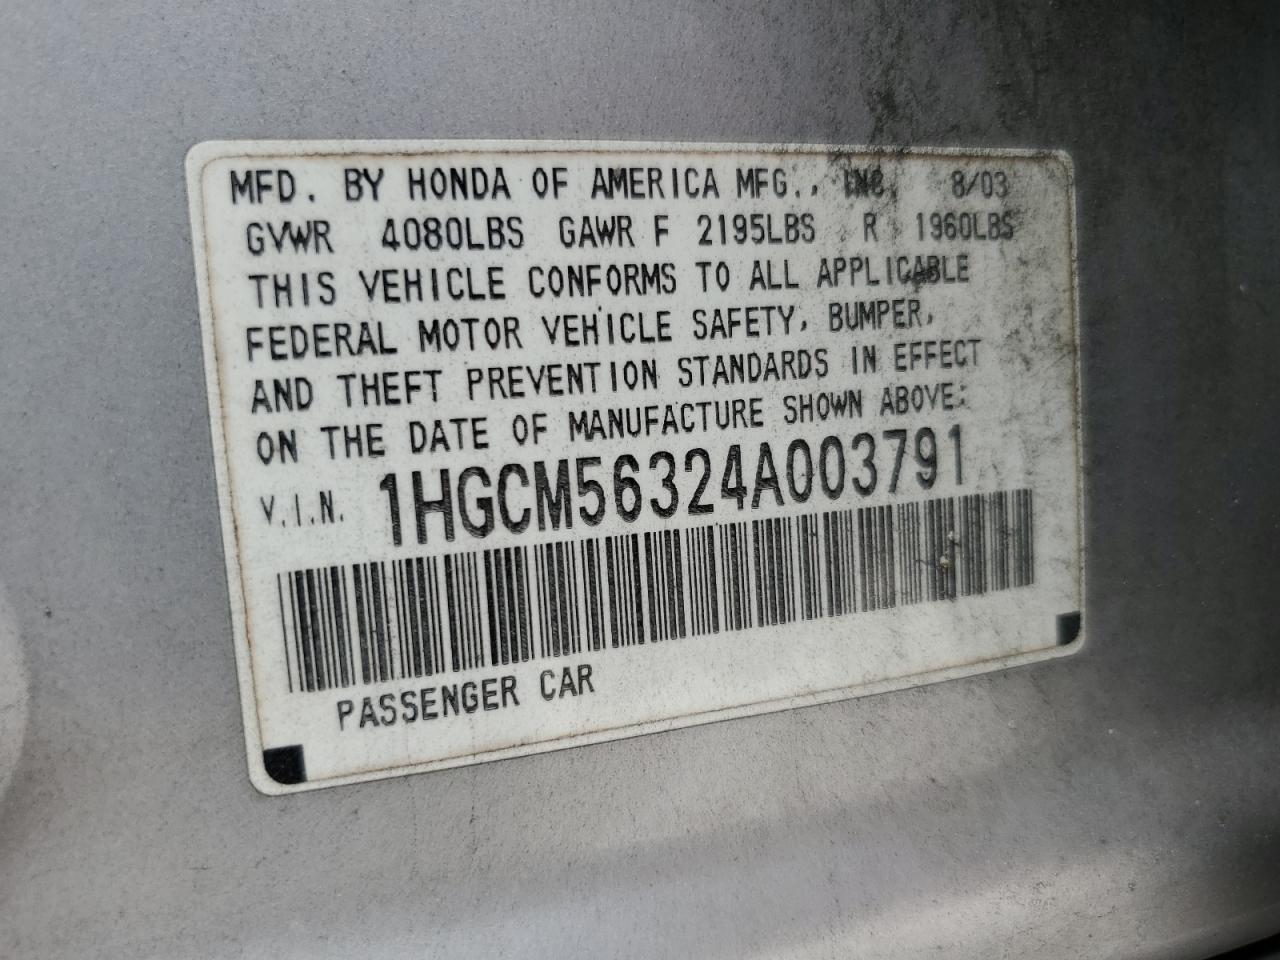 MFD. BY HONDA OF AMERICA MFG., INC. 8/03
GVWR 4080LBS GAWR F 2195LBS R 1960LBS
THIS VEHICLE CONFORMS TO ALL APPLICABLE
FEDERAL MOTOR VEHICLE SAFETY, BUMPER,
AND THEFT PREVENTION STANDARDS IN EFFECT
ON THE DATE OF MANUFACTURE SHOWN ABOVE:
V.I.N. 1HGCM56324A003791
PASSENGER CAR